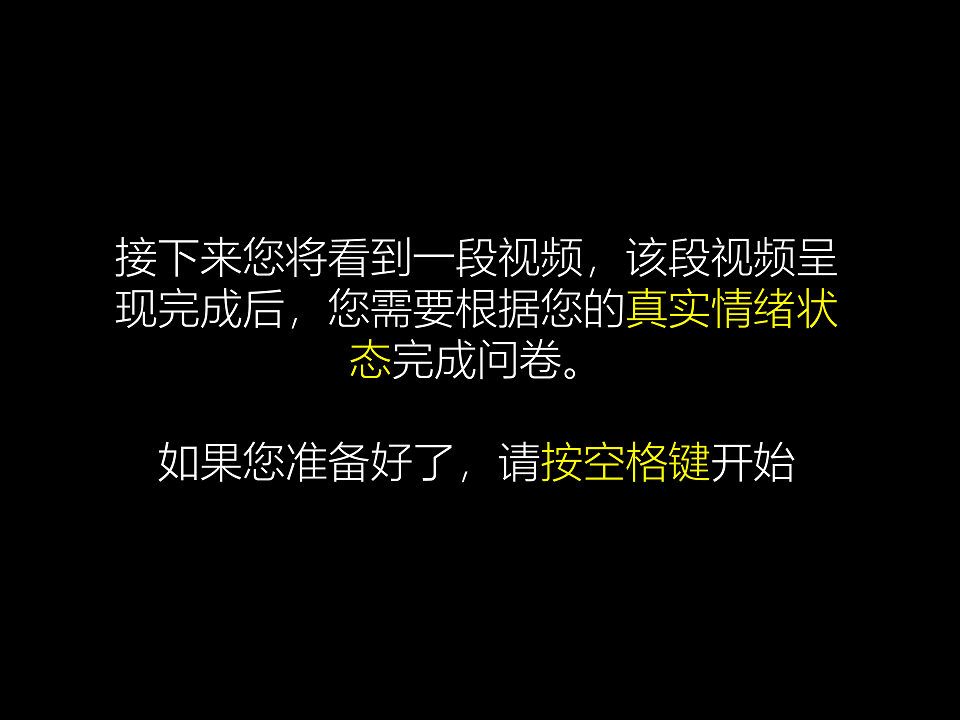 接下来您将看到一段视频，该段视频呈
现完成后，您需要根据您的真实情绪状
态完成问卷。
如果您准备好了，请按空格键开始